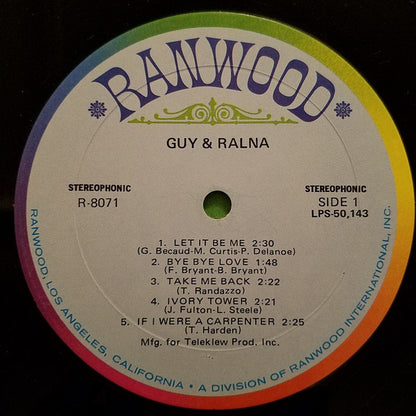 RANWOOD
GUY & RALNA
STEREOPHONIC
R-8071
STEREOPHONIC
SIDE 1
LPS-50,143
1. LET IT BE ME 2:30
(G. Becaud-M. Curtis-P. Delanoe)
2. BYE BYE LOVE 1:48
(F. Bryant-B. Bryant)
3. TAKE ME BACK 2:22
(T. Randazzo)
4. IVORY TOWER 2:21
(J. Fulton-L. Steele)
5. IF I WERE A CARPENTER 2:25
(T. Harden)
Mfg. for Teleklew Prod. Inc.
RANWOOD, LOS ANGELES, CALIFORNIA • A DIVISION OF RANWOOD INTERNATIONAL, INC.